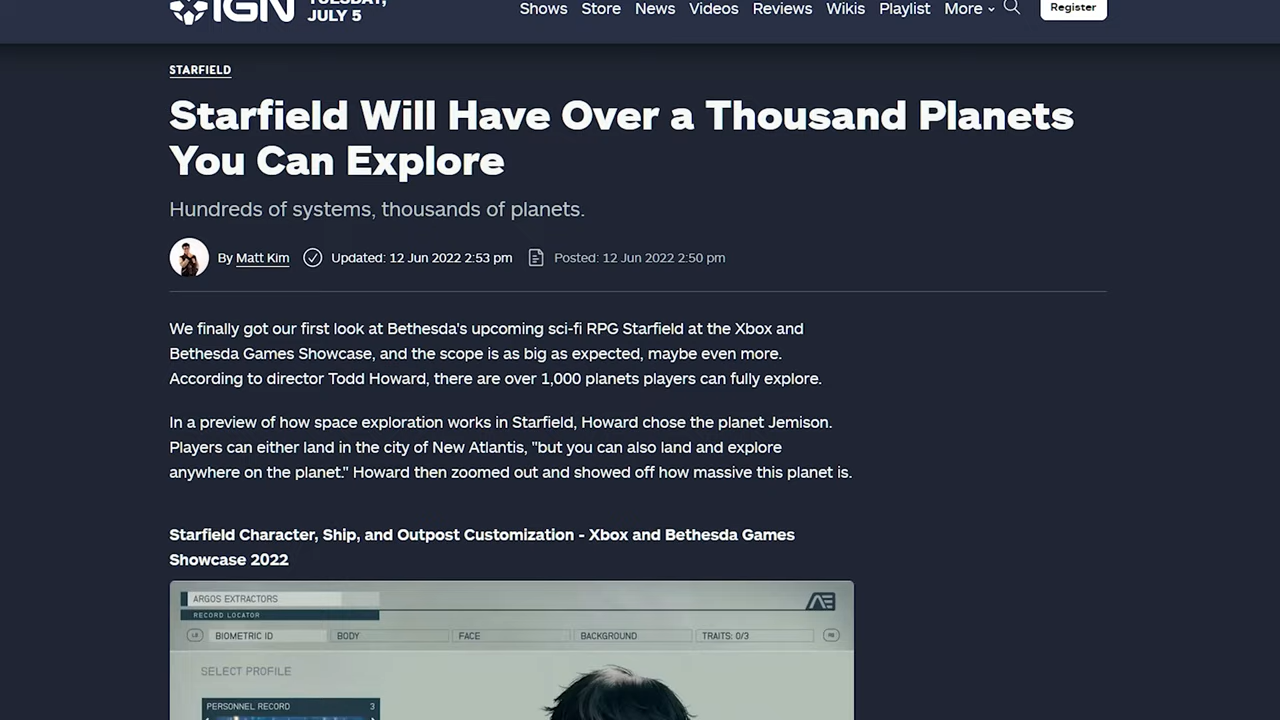 IGN
TUESDAY,
JULY 5
Shows Store News Videos Reviews Wikis Playlist More
Register
STARFIELD
Starfield Will Have Over a Thousand Planets
You Can Explore
Hundreds of systems, thousands of planets.
By Matt Kim Updated: 12 Jun 2022 2:53 pm Posted: 12 Jun 2022 2:50 pm
We finally got our first look at Bethesda's upcoming sci-fi RPG Starfield at the Xbox and
Bethesda Games Showcase, and the scope is as big as expected, maybe even more.
According to director Todd Howard, there are over 1,000 planets players can fully explore.
In a preview of how space exploration works in Starfield, Howard chose the planet Jemison.
Players can either land in the city of New Atlantis, "but you can also land and explore
anywhere on the planet." Howard then zoomed out and showed off how massive this planet is.
Starfield Character, Ship, and Outpost Customization - Xbox and Bethesda Games
Showcase 2022
ARGOS EXTRACTORS
RECORD LOCATOR
LB BIOMETRIC ID BODY FACE BACKGROUND TRAITS: 0/3 RB
SELECT PROFILE
PERSONNEL RECORD 3